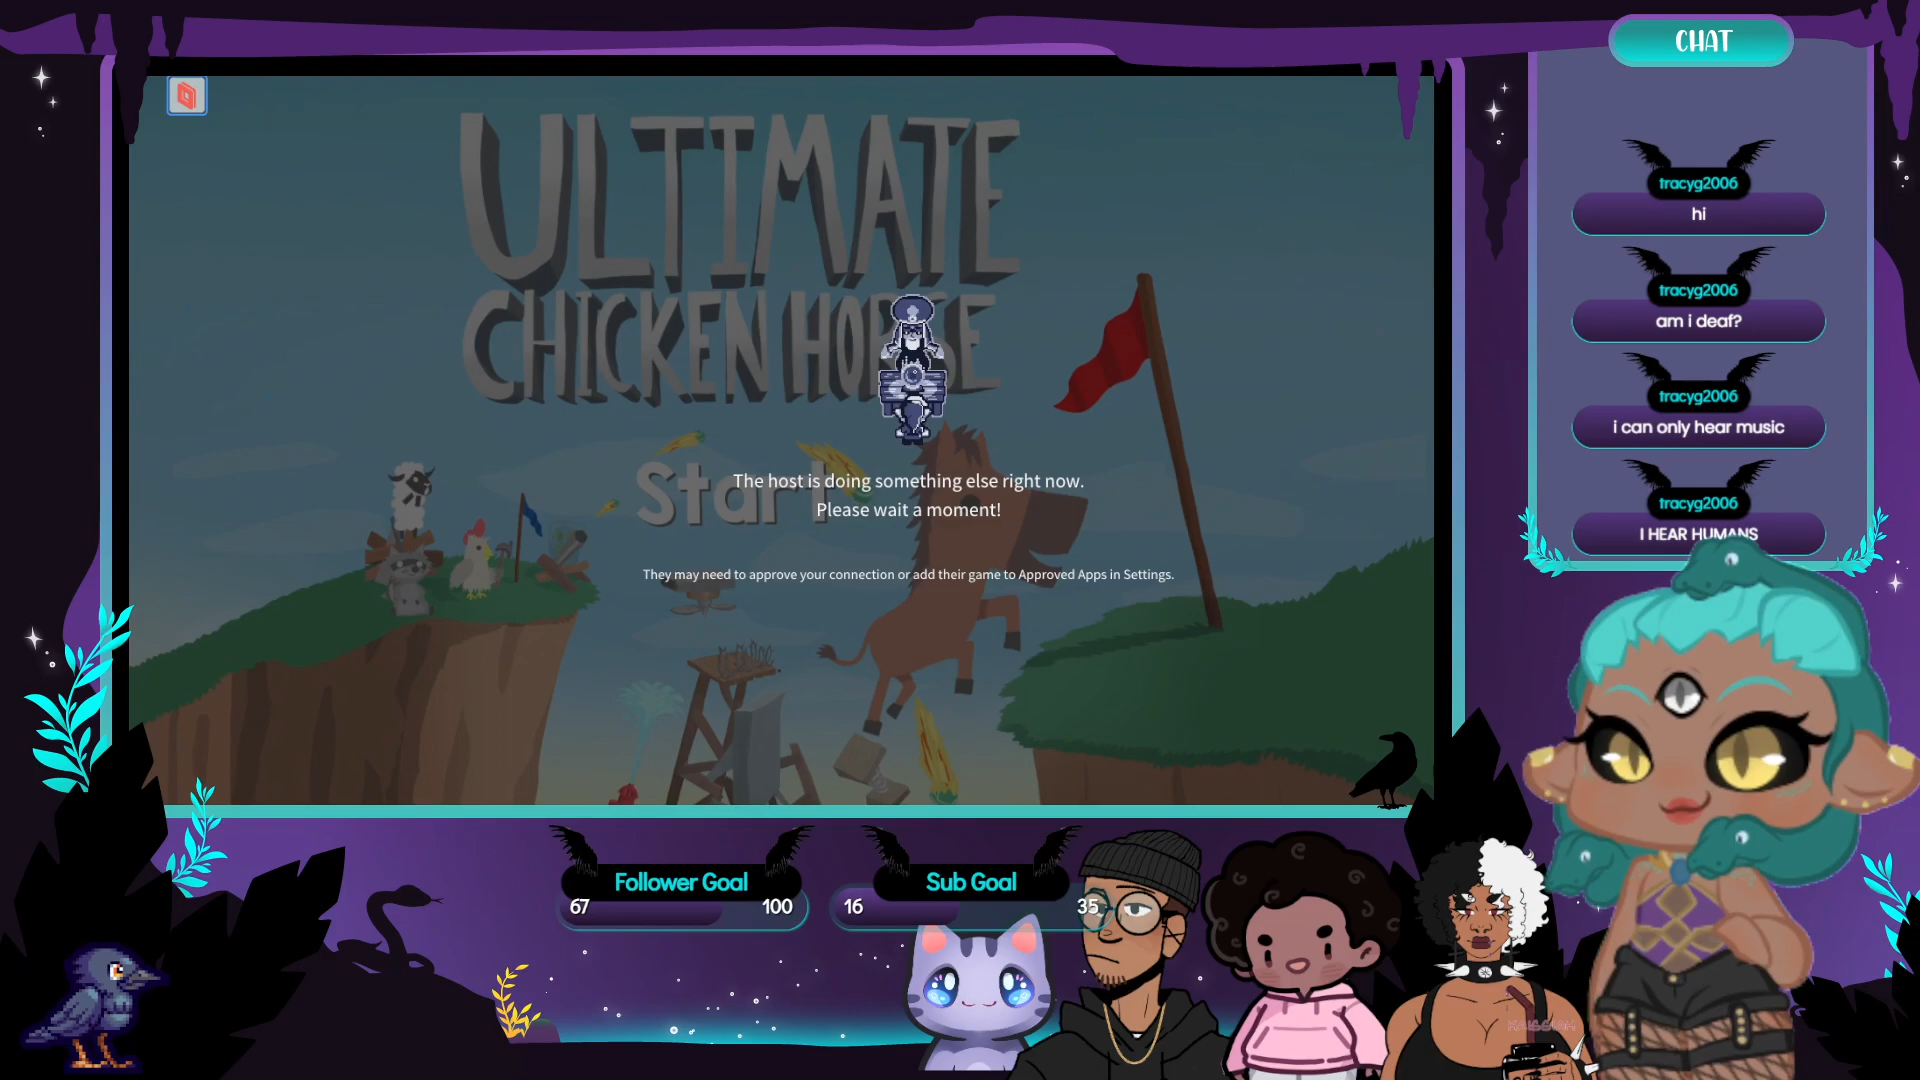 CHAT
ULTIMATE
CHICKEN HORSE
Start
The host is doing something else right now.
Please wait a moment!
They may need to approve your connection or add their game to Approved Apps in Settings.
tracyg2006
hi
tracyg2006
am i deaf?
tracyg2006
i can only hear music
tracyg2006
I HEAR HUMANS
Follower Goal
67 100
Sub Goal
16 35